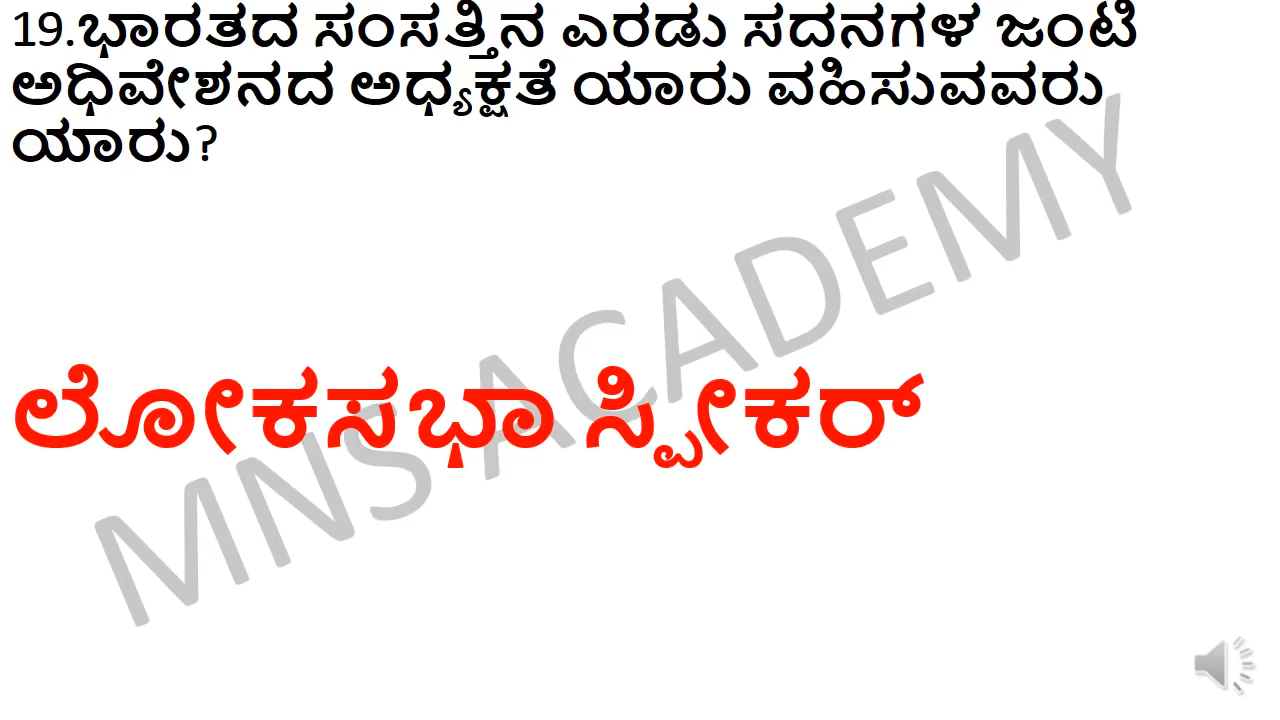 19.ಭಾರತದ ಸಂಸತ್ತಿನ ಎರಡು ಸದನಗಳ ಜಂಟಿ
ಅಧಿವೇಶನದ ಅಧ್ಯಕ್ಷತೆ ಯಾರು ವಹಿಸುವವರು
ಯಾರು?
ಲೋಕಸಭಾ ಸ್ಪೀಕರ್
MNS ACADEMY